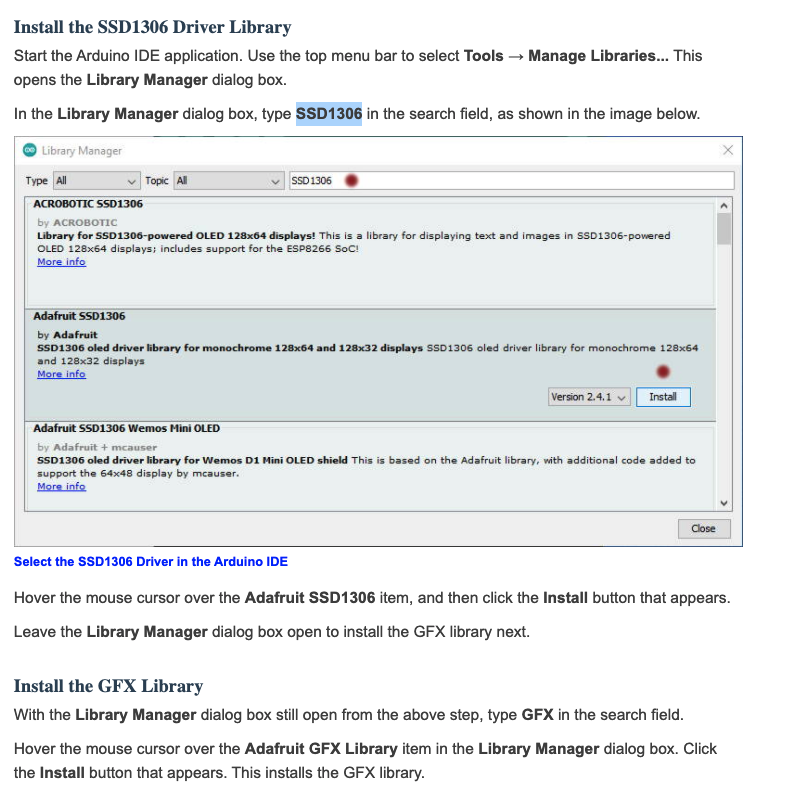 Install the SSD1306 Driver Library
Start the Arduino IDE application. Use the top menu bar to select Tools → Manage Libraries... This
opens the Library Manager dialog box.
In the Library Manager dialog box, type SSD1306 in the search field, as shown in the image below.
Library Manager
Type All Topic All SSD1306
ACROBOTIC SSD1306
by ACROBOTIC
Library for SSD1306-powered OLED 128x64 displays! This is a library for displaying text and images in SSD1306-powered
OLED 128x64 displays; includes support for the ESP8266 SoC!
More info
Adafruit SSD1306
by Adafruit
SSD1306 oled driver library for monochrome 128x64 and 128x32 displays SSD1306 oled driver library for monochrome 128x64
and 128x32 displays
More info
Version 2.4.1 Install
Adafruit SSD1306 Wemos Mini OLED
by Adafruit + mcauser
SSD1306 oled driver library for Wemos D1 Mini OLED shield This is based on the Adafruit library, with additional code added to
support the 64x48 display by mcauser.
More info
Close
Select the SSD1306 Driver in the Arduino IDE
Hover the mouse cursor over the Adafruit SSD1306 item, and then click the Install button that appears.
Leave the Library Manager dialog box open to install the GFX library next.
Install the GFX Library
With the Library Manager dialog box still open from the above step, type GFX in the search field.
Hover the mouse cursor over the Adafruit GFX Library item in the Library Manager dialog box. Click
the Install button that appears. This installs the GFX library.